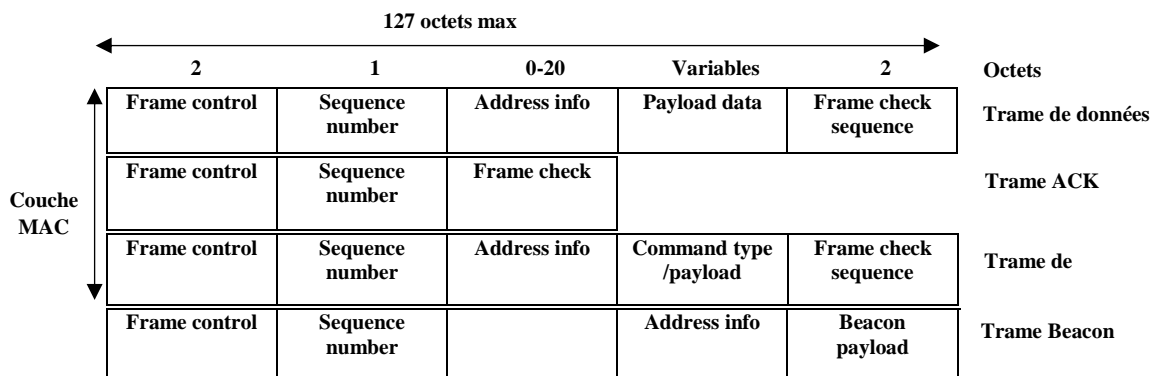 127 octets max
2 1 0-20 Variables 2 Octets
Frame control Sequence number Address info Payload data Frame check sequence Trame de données
Frame control Sequence number Frame check Trame ACK
Couche MAC
Frame control Sequence number Address info Command type /payload Frame check sequence Trame de
Frame control Sequence number Address info Beacon payload Trame Beacon